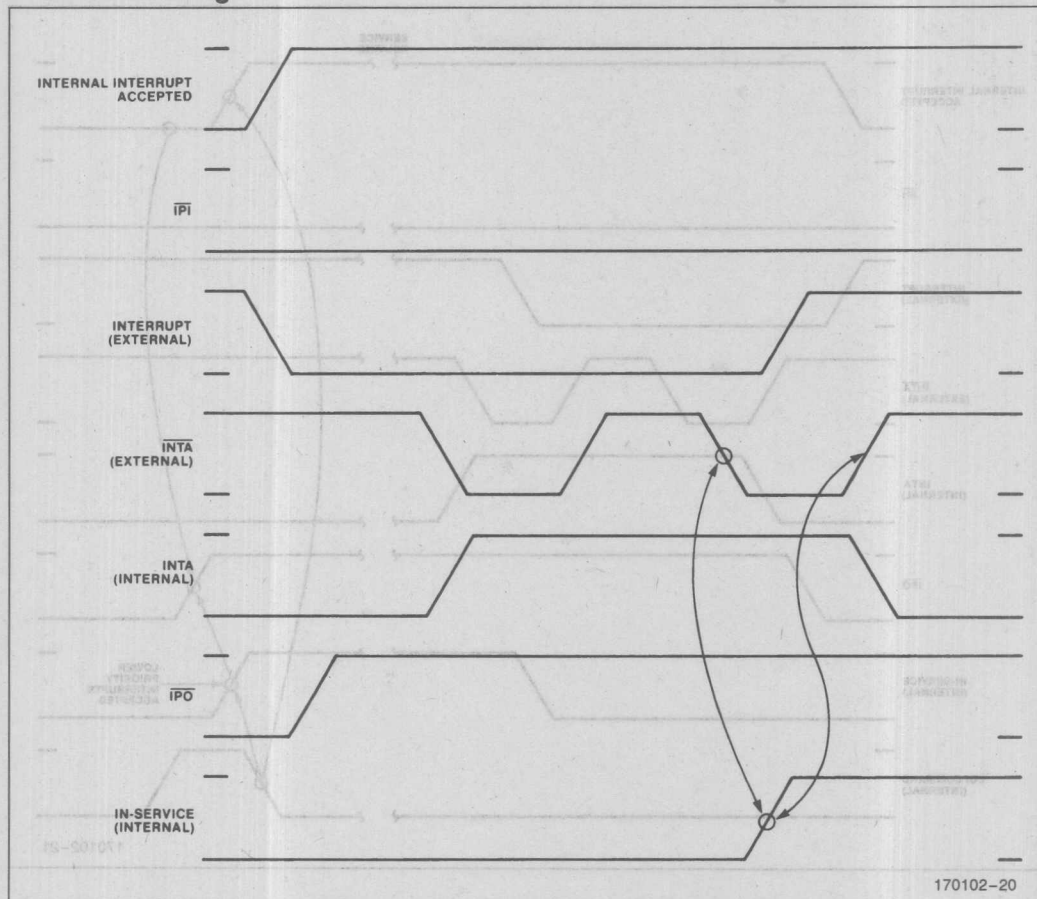 INTERNAL INTERRUPT
ACCEPTED
IPI
INTERRUPT
(EXTERNAL)
INTA
(EXTERNAL)
INTA
(INTERNAL)
IPO
IN-SERVICE
(INTERNAL)
170102-20